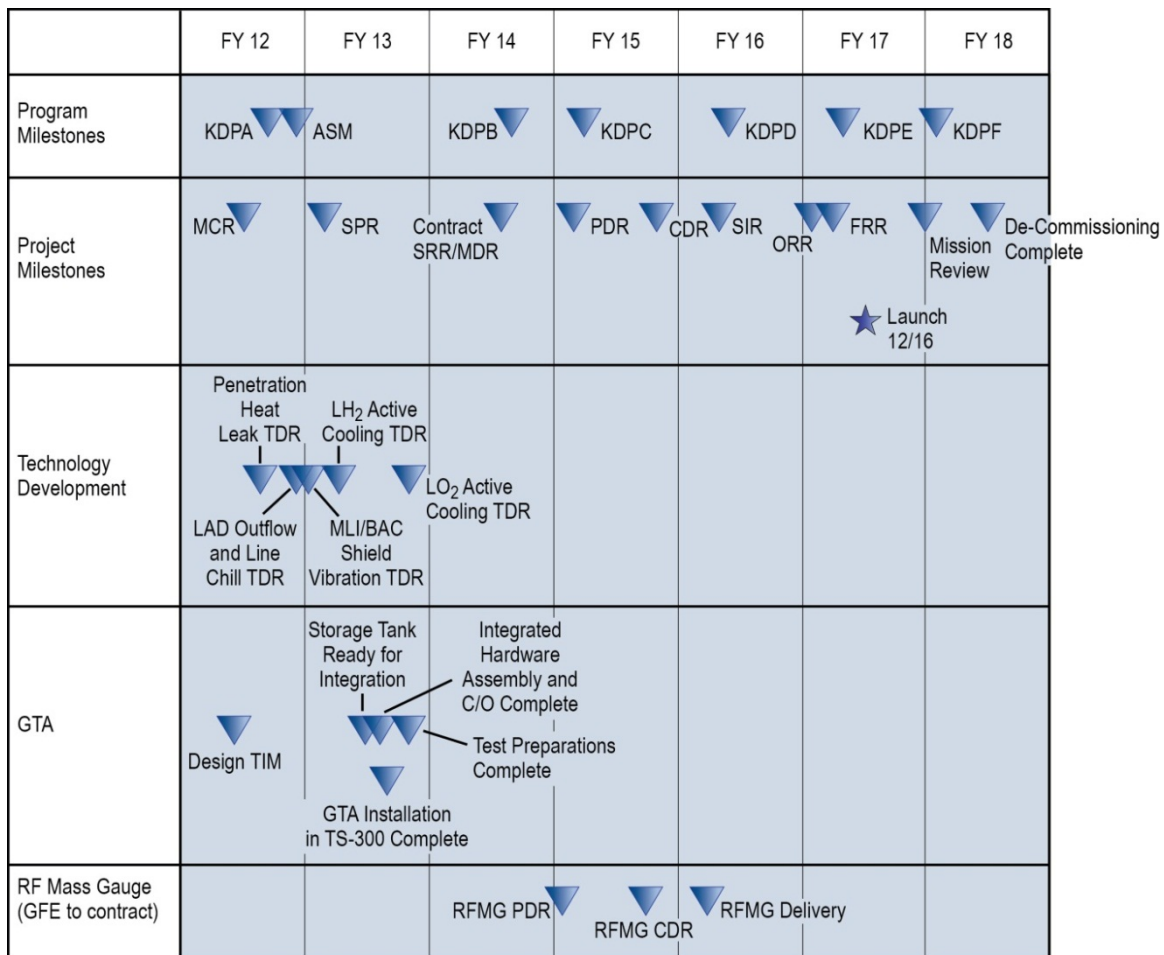 FY 12
FY 13
FY 14
FY 15
FY 16
FY 17
FY 18
Program
Milestones
KDPA
ASM
KDPB
KDPC
KDPD
KDPE
KDPF
Project
Milestones
MCR
SPR
Contract
SRR/MDR
PDR
CDR
SIR
ORR
FRR
Mission
Review
De-Commissioning
Complete
Launch
12/16
Technology
Development
Penetration
Heat
Leak TDR
LH2 Active
Cooling TDR
LAD Outflow
and Line
Chill TDR
MLI/BAC
Shield
Vibration TDR
LO2 Active
Cooling TDR
GTA
Design TIM
Storage Tank
Ready for
Integration
Integrated
Hardware
Assembly and
C/O Complete
Test Preparations
Complete
GTA Installation
in TS-300 Complete
RF Mass Gauge
(GFE to contract)
RFMG PDR
RFMG CDR
RFMG Delivery